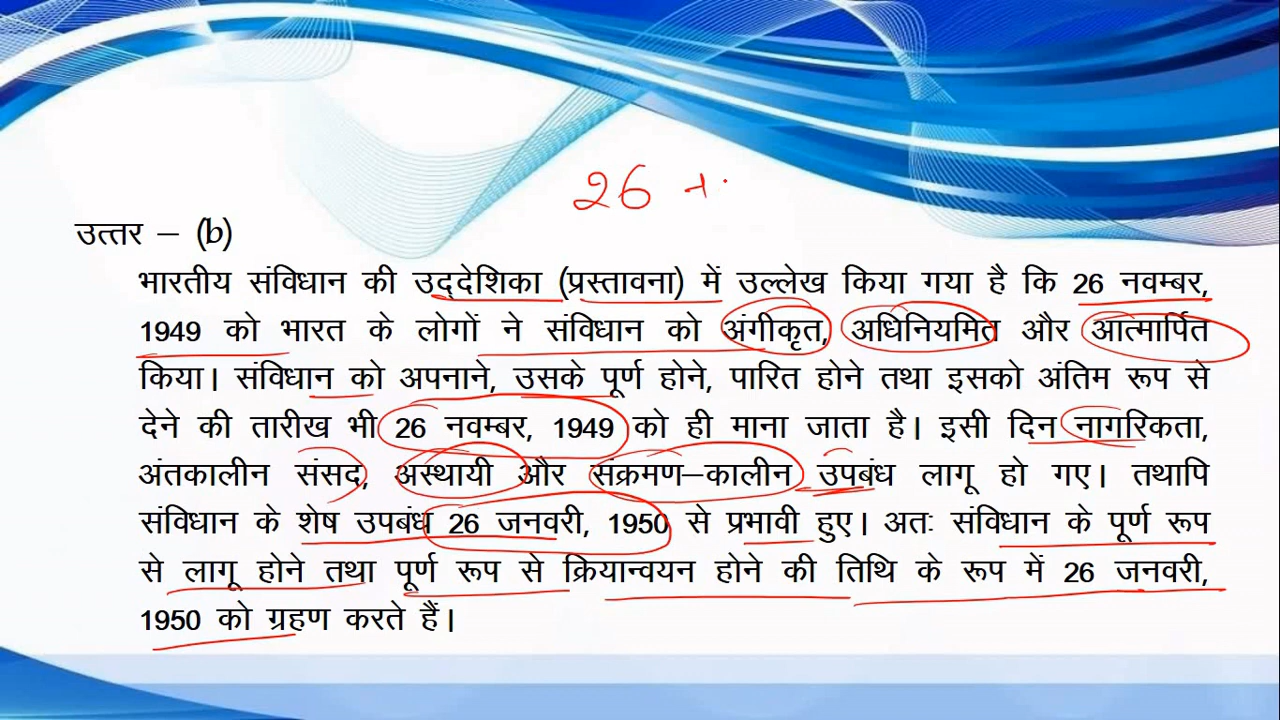 26 +
उत्तर – (b)
भारतीय संविधान की उद्देशिका (प्रस्तावना) में उल्लेख किया गया है कि 26 नवम्बर,
1949 को भारत के लोगों ने संविधान को अंगीकृत, अधिनियमित और आत्मार्पित
किया। संविधान को अपनाने, उसके पूर्ण होने, पारित होने तथा इसको अंतिम रूप से
देने की तारीख भी 26 नवम्बर, 1949 को ही माना जाता है। इसी दिन नागरिकता,
अंतकालीन संसद, अस्थायी और संक्रमण–कालीन उपबंध लागू हो गए। तथापि
संविधान के शेष उपबंध 26 जनवरी, 1950 से प्रभावी हुए। अतः संविधान के पूर्ण रूप
से लागू होने तथा पूर्ण रूप से क्रियान्वयन होने की तिथि के रूप में 26 जनवरी,
1950 को ग्रहण करते हैं।